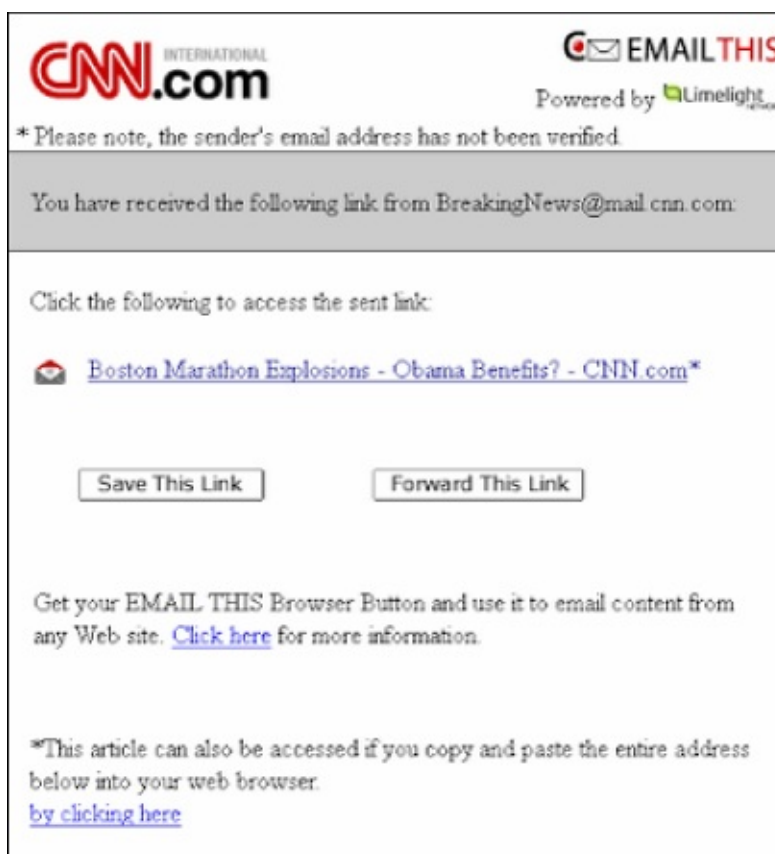 CNN.com INTERNATIONAL
EMAIL THIS
Powered by Limelight
* Please note, the sender's email address has not been verified.
You have received the following link from BreakingNews@mail.cnn.com:
Click the following to access the sent link:
Boston Marathon Explosions - Obama Benefits? - CNN.com*
Save This Link
Forward This Link
Get your EMAIL THIS Browser Button and use it to email content from
any Web site. Click here for more information.
*This article can also be accessed if you copy and paste the entire address
below into your web browser.
by clicking here